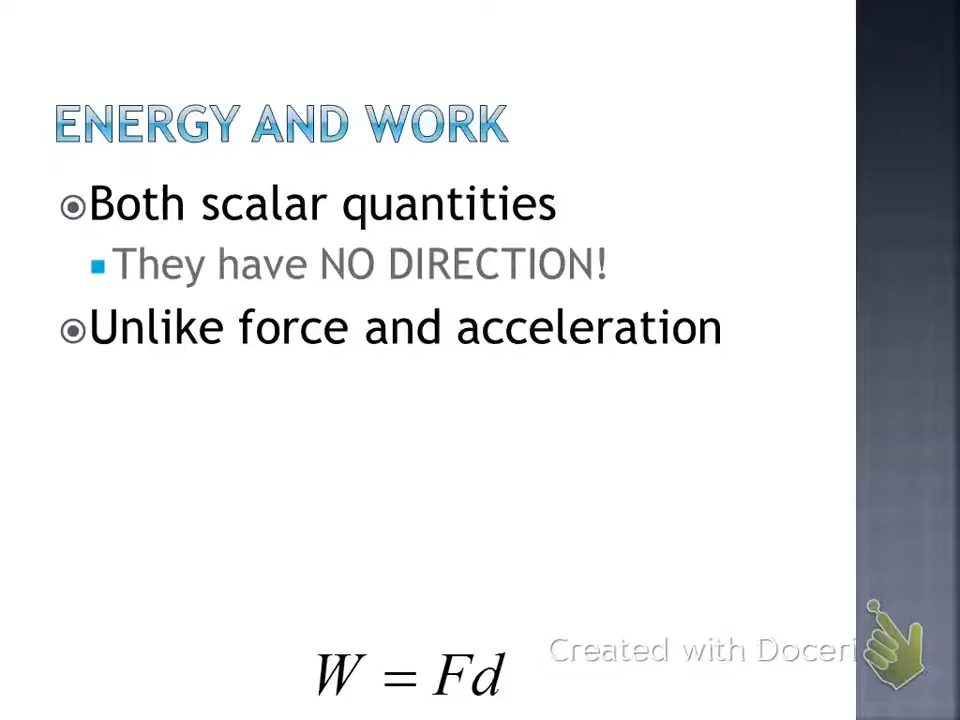 ENERGY AND WORK
Both scalar quantities
They have NO DIRECTION!
Unlike force and acceleration
Created with Doceri
W = Fd